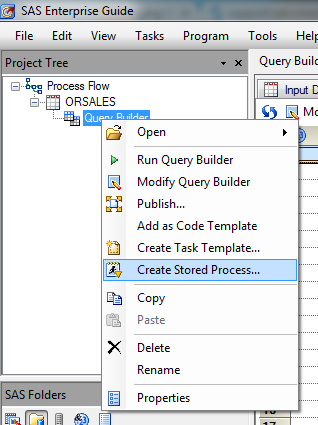 SAS Enterprise Guide
File Edit View Tasks Program Tools Help
Project Tree
Process Flow
ORSALES
Query Builder
Query Build
Input D
Mo
Open
Run Query Builder
Modify Query Builder
Publish...
Add as Code Template
Create Task Template...
Create Stored Process...
Copy
Paste
Delete
Rename
Properties
SAS Folders